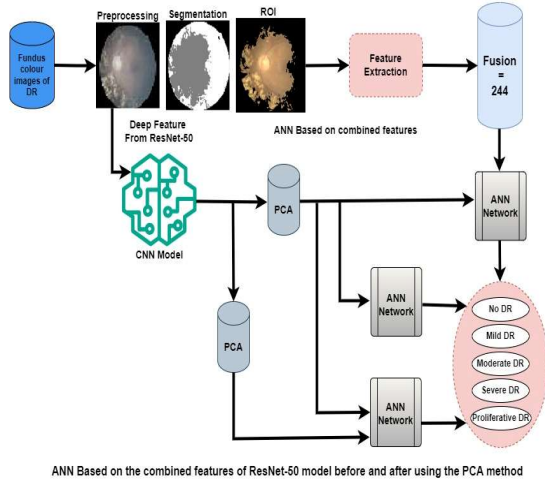 Preprocessing
Segmentation
ROI
Fundus
colour
images of
DR
Feature
Extraction
Fusion
=
244
Deep Feature
From ResNet-50
ANN Based on combined features
CNN Model
PCA
ANN
Network
PCA
ANN
Network
ANN
Network
No DR
Mild DR
Moderate DR
Severe DR
Proliferative DR
ANN Based on the combined features of ResNet-50 model before and after using the PCA method